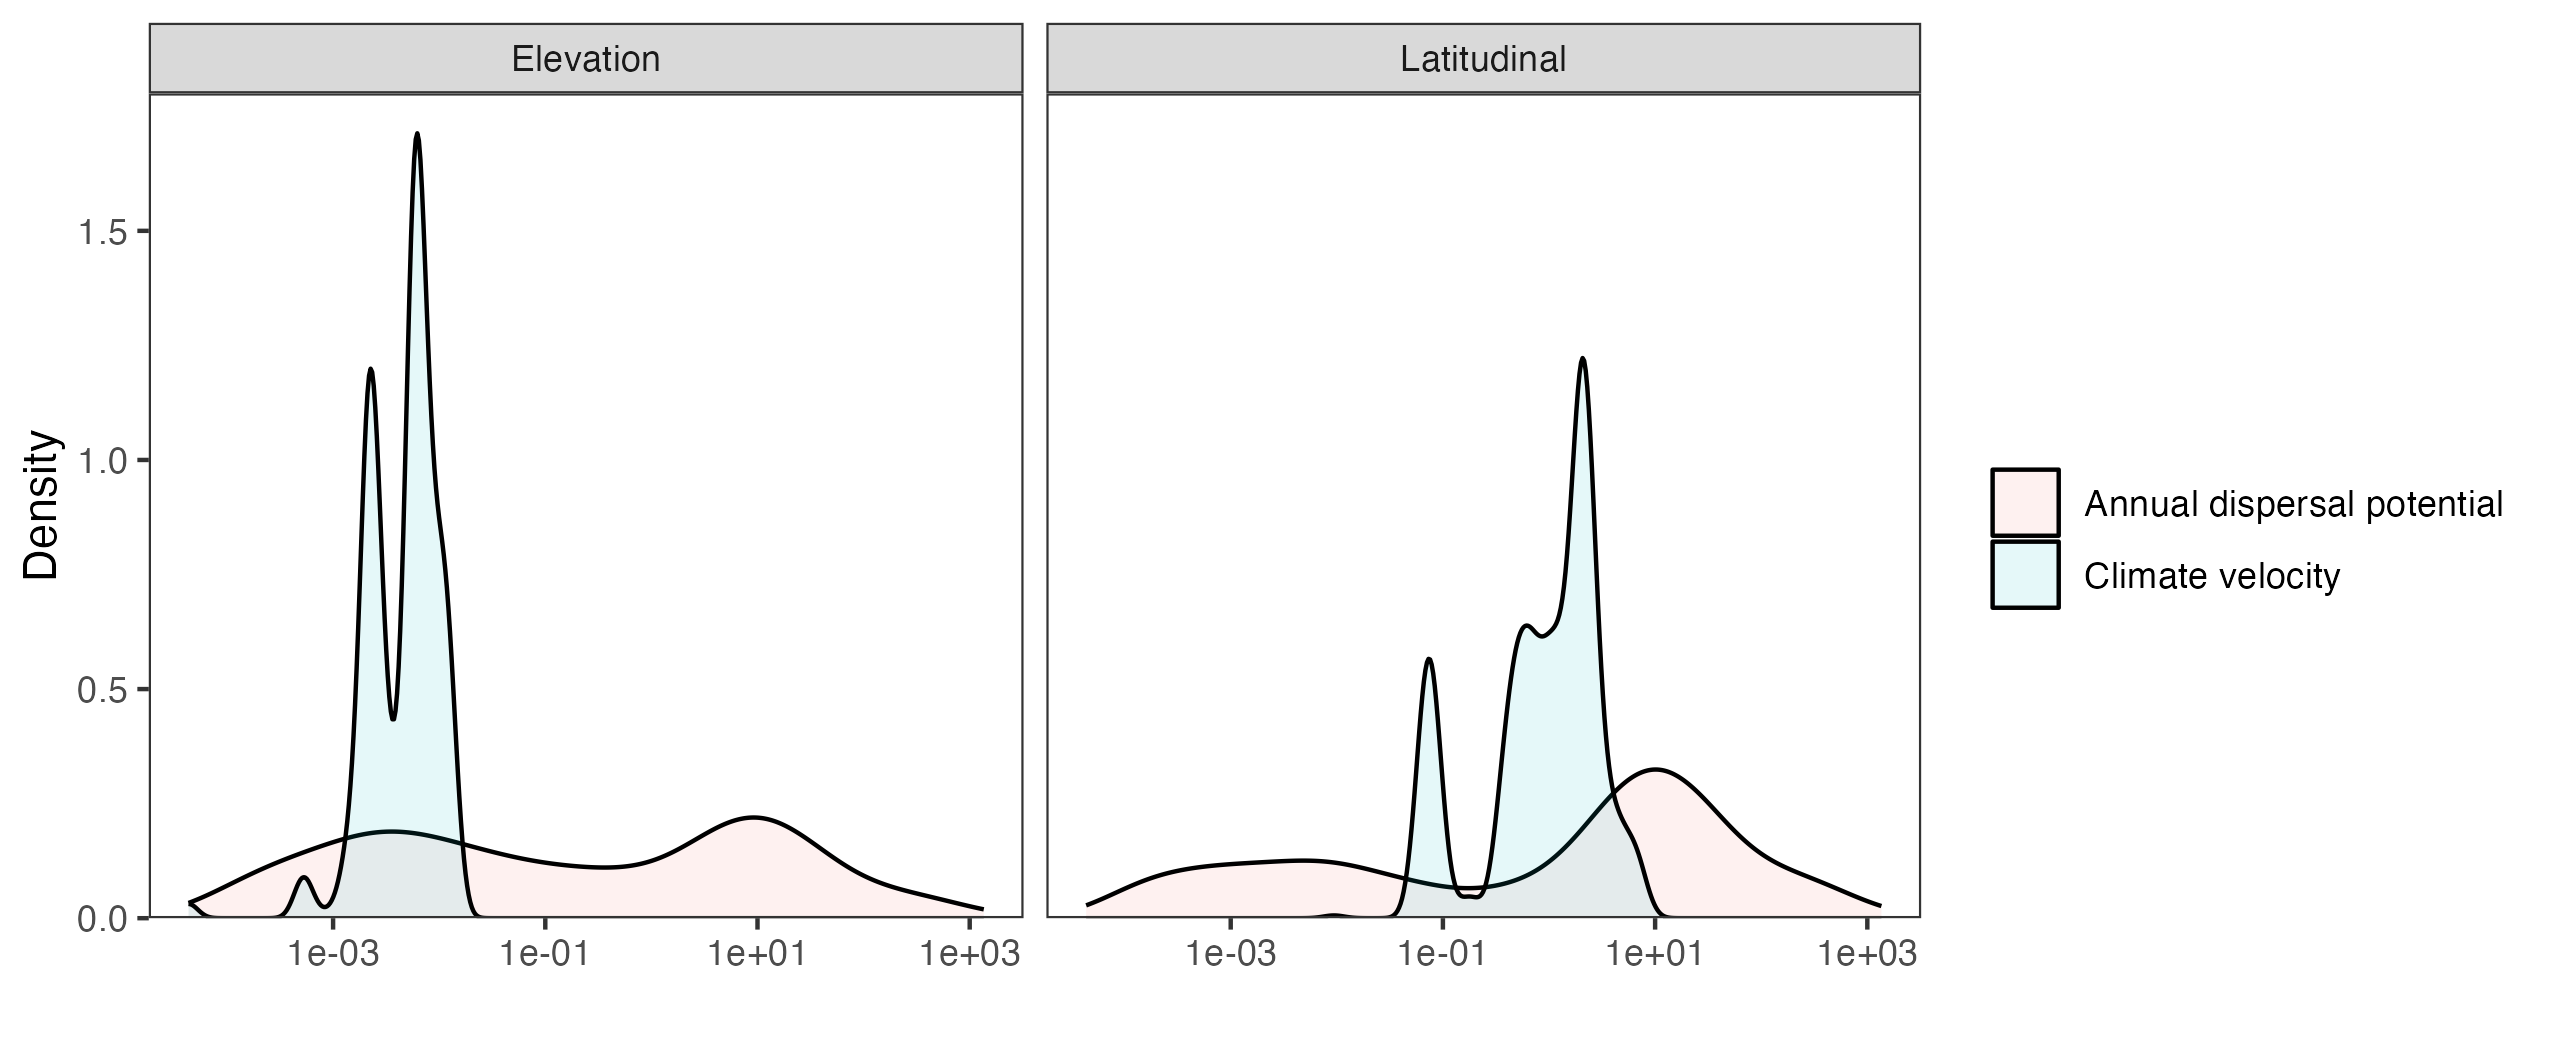 Elevation
Latitudinal
Density
1.5
1.0
0.5
0.0
1e-03 1e-01 1e+01 1e+03
1e-03 1e-01 1e+01 1e+03
Annual dispersal potential
Climate velocity